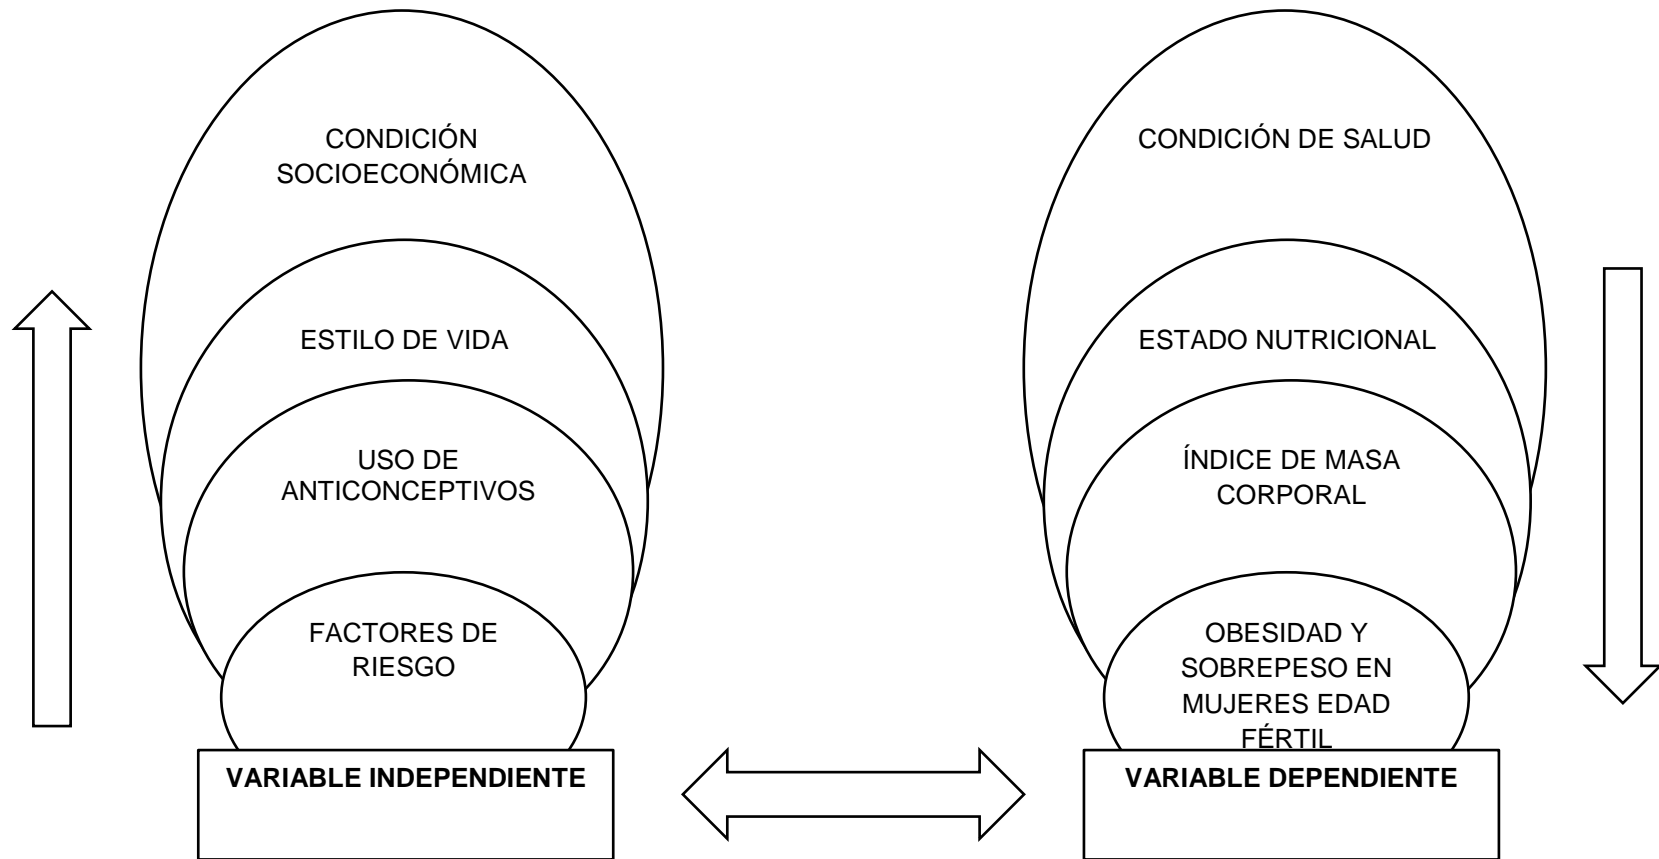 CONDICIÓN
SOCIOECONÓMICA
ESTILO DE VIDA
USO DE
ANTICONCEPTIVOS
FACTORES DE
RIESGO
VARIABLE INDEPENDIENTE
CONDICIÓN DE SALUD
ESTADO NUTRICIONAL
ÍNDICE DE MASA
CORPORAL
OBESIDAD Y
SOBREPESO EN
MUJERES EDAD
FÉRTIL
VARIABLE DEPENDIENTE